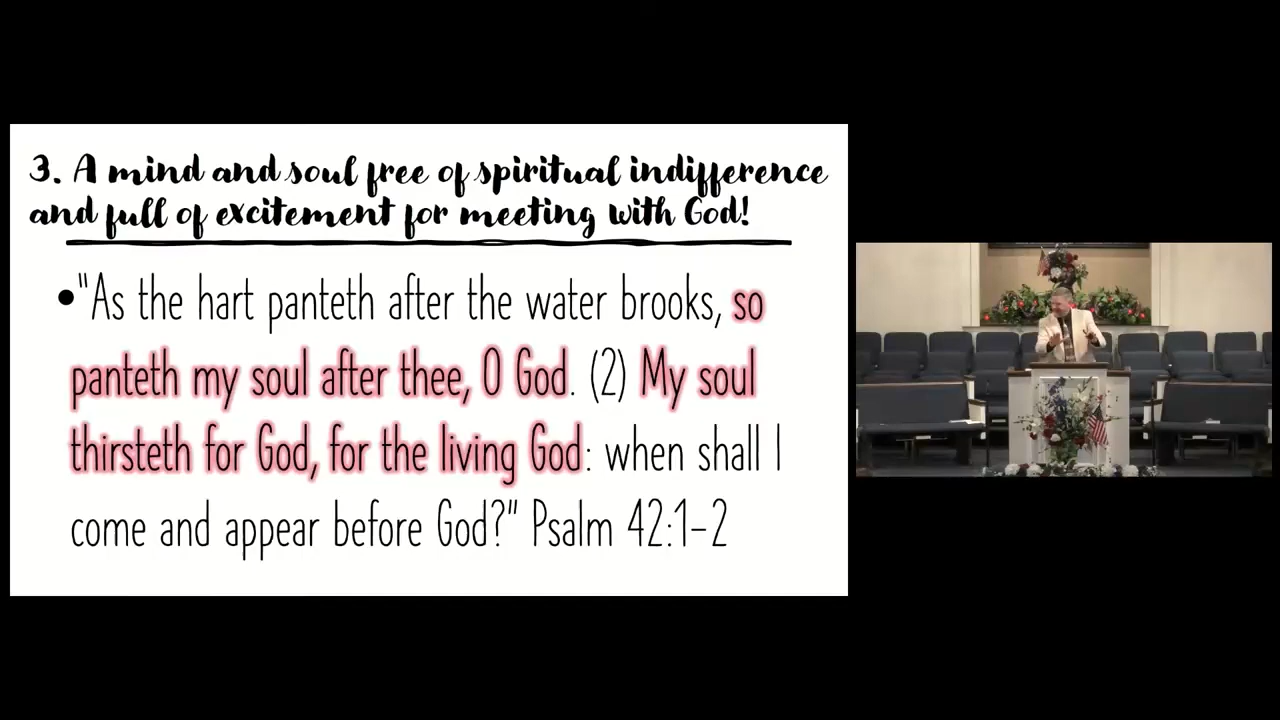 3. A mind and soul free of spiritual indifference
and full of excitement for meeting with God!
•"As the hart panteth after the water brooks, so
panteth my soul after thee, O God. (2) My soul
thirsteth for God, for the living God: when shall I
come and appear before God?" Psalm 42:1-2